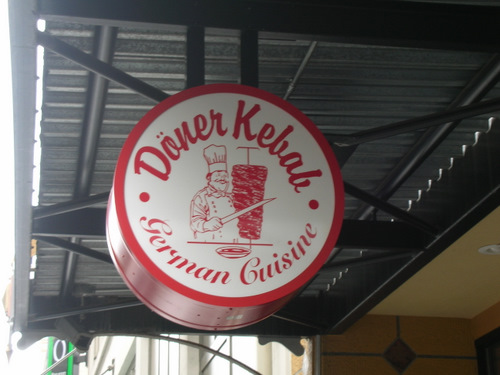 Döner Kebab
German Cuisine